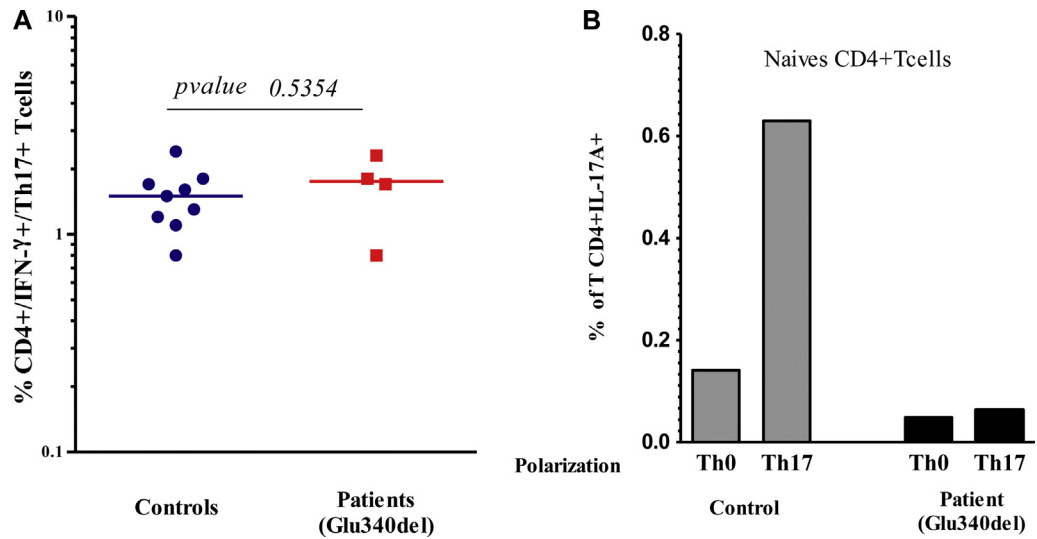 A
% CD4+/IFN-γ+/Th17+ Tcells
10
1
0.1
pvalue 0.5354
Controls
Patients
(Glu340del)
B
% of T CD4+IL-17A+
0.8
0.6
0.4
0.2
0.0
Naives CD4+Tcells
Polarization
Th0 Th17 Th0 Th17
Control
Patient
(Glu340del)